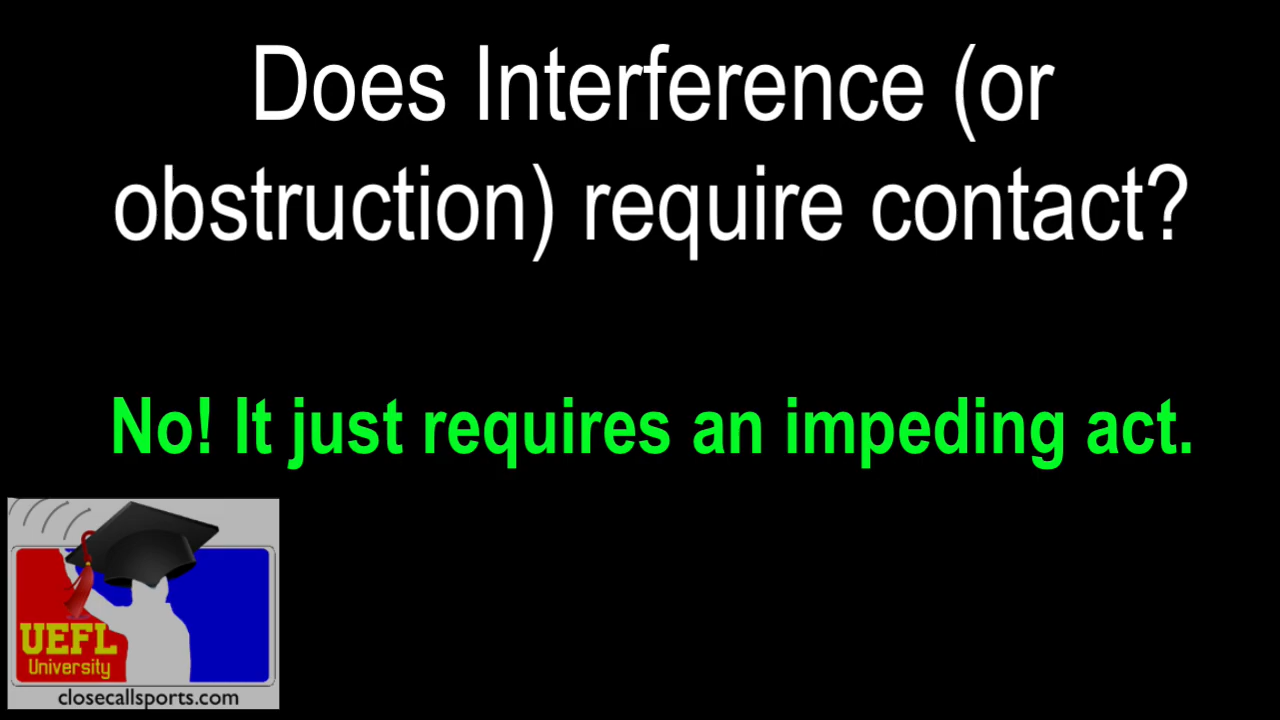 Does Interference (or
obstruction) require contact?
No! It just requires an impeding act.
UEFL
University
closecallsports.com